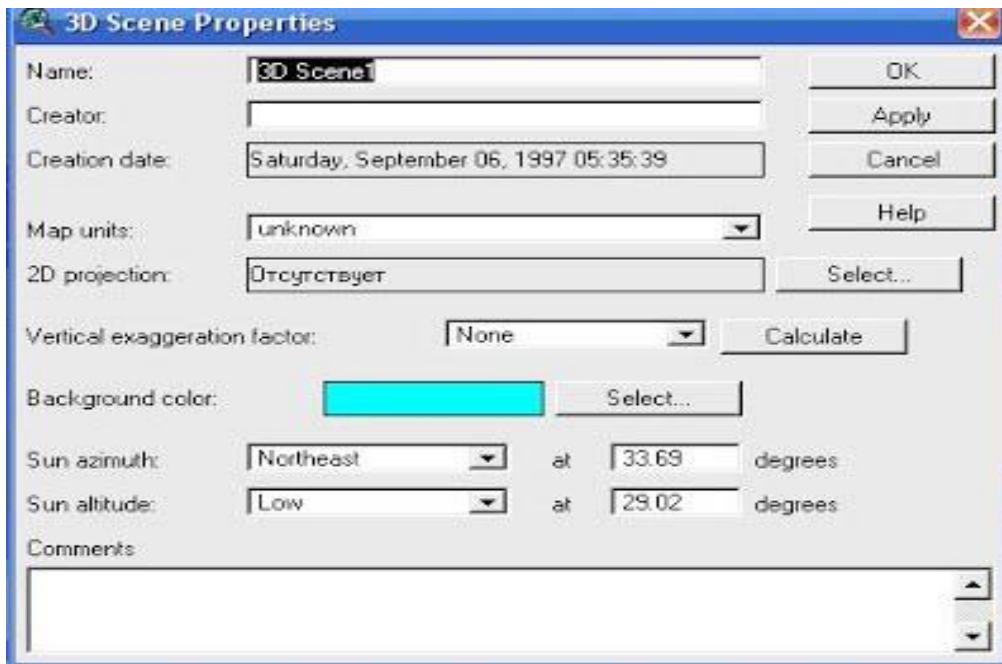 3D Scene Properties
Name: 3D Scene1 OK
Creator: Apply
Creation date: Saturday, September 06, 1997 05:35:39 Cancel
Help
Map units: unknown
2D projection: Отсутствует Select...
Vertical exaggeration factor: None Calculate
Background color: Select...
Sun azimuth: Northeast at 33.69 degrees
Sun altitude: Low at 29.02 degrees
Comments